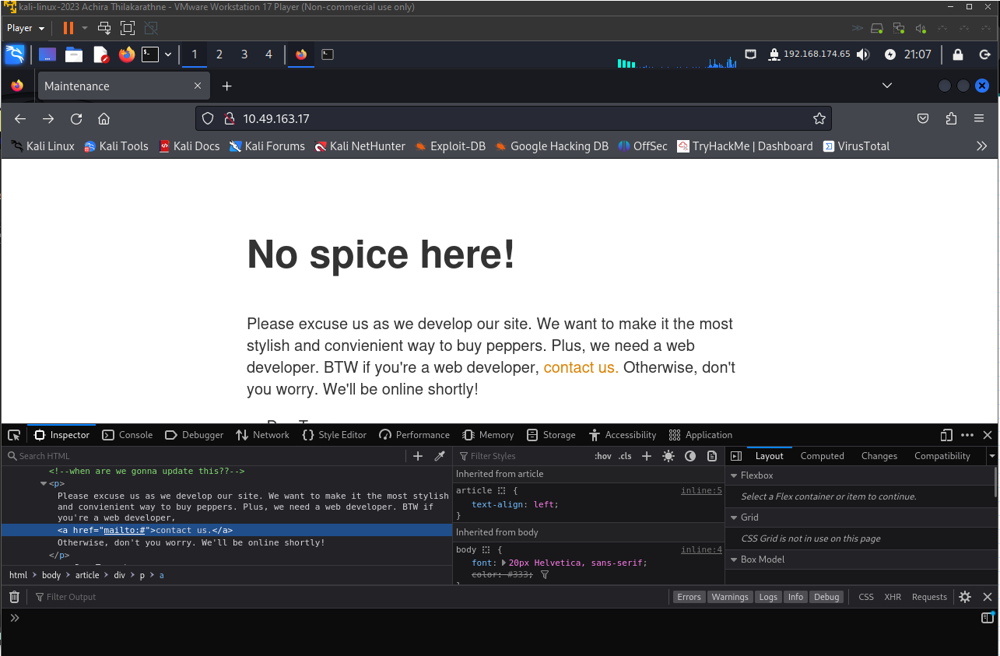 kali-linux-2023 Achira Thilakarathne - VMware Workstation 17 Player (Non-commercial use only)
Player
1 2 3 4 192.168.174.65 21:07
Maintenance
10.49.163.17
Kali Linux Kali Tools Kali Docs Kali Forums Kali NetHunter Exploit-DB Google Hacking DB OffSec TryHackMe | Dashboard VirusTotal
No spice here!
Please excuse us as we develop our site. We want to make it the most
stylish and convienient way to buy peppers. Plus, we need a web
developer. BTW if you're a web developer, contact us. Otherwise, don't
you worry. We'll be online shortly!
Inspector Console Debugger Network Style Editor Performance Memory Storage Accessibility Application
Search HTML
<!--when are we gonna update this??-->
<p>
Please excuse us as we develop our site. We want to make it the most stylish
and convienient way to buy peppers. Plus, we need a web developer. BTW if
you're a web developer,
<a href="mailto:#">contact us.</a>
Otherwise, don't you worry. We'll be online shortly!
</p>
html > body > article > div > p > a
Filter Styles :hov .cls
Inherited from article
article { inline:5
text-align: left;
}
Inherited from body
body { inline:4
font: 20px Helvetica, sans-serif;
color: #333;
Layout Computed Changes Compatibility
Flexbox
Select a Flex container or item to continue.
Grid
CSS Grid is not in use on this page
Box Model
Filter Output Errors Warnings Logs Info Debug CSS XHR Requests